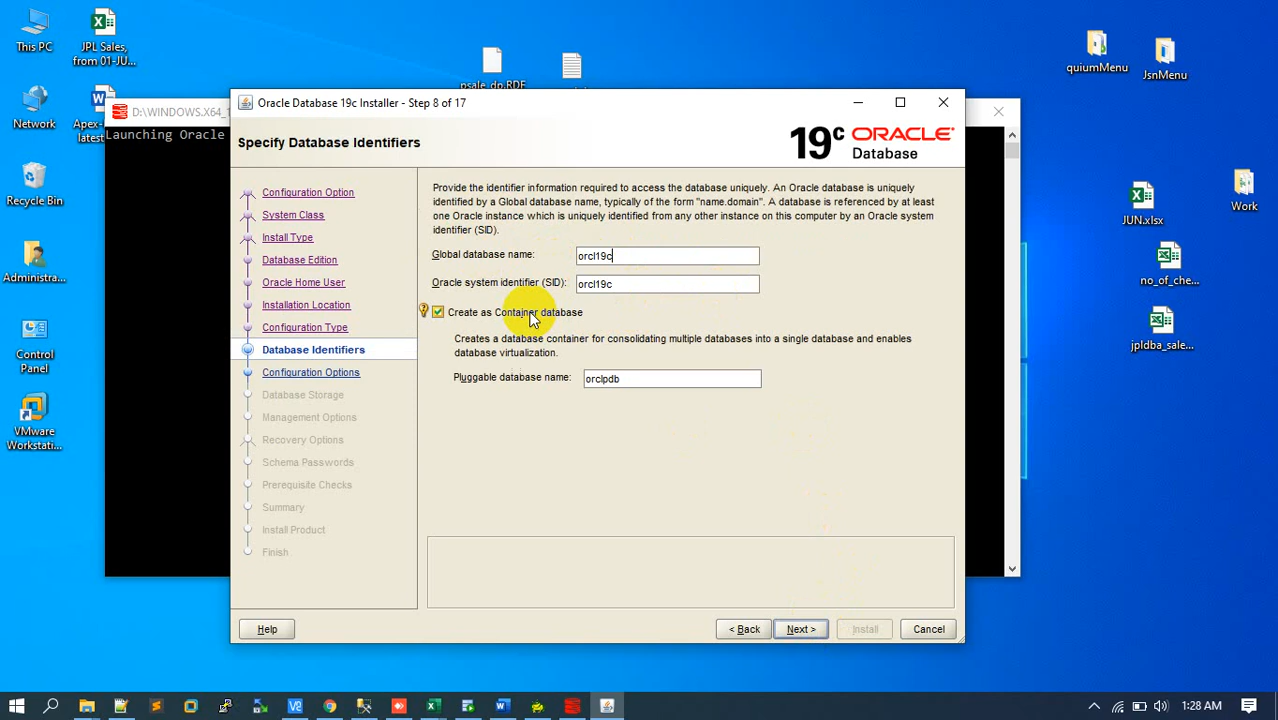 This PC
JPL Sales,
from 01-JU...
psale_dp.RDF
quiumMenu
JsnMenu
Network
Apex-
latest
D:\WINDOWS.X64_1
Launching Oracle
Oracle Database 19c Installer - Step 8 of 17
Specify Database Identifiers
19c ORACLE
Database
Configuration Option
System Class
Install Type
Database Edition
Oracle Home User
Installation Location
Configuration Type
Database Identifiers
Configuration Options
Database Storage
Management Options
Recovery Options
Schema Passwords
Prerequisite Checks
Summary
Install Product
Finish
Provide the identifier information required to access the database uniquely. An Oracle database is uniquely
identified by a Global database name, typically of the form "name.domain". A database is referenced by at least
one Oracle instance which is uniquely identified from any other instance on this computer by an Oracle system
identifier (SID).
Global database name: orcl19c
Oracle system identifier (SID): orcl19c
Create as Container database
Creates a database container for consolidating multiple databases into a single database and enables
database virtualization.
Pluggable database name: orclpdb
Help
< Back
Next >
Install
Cancel
Recycle Bin
Administra...
Control
Panel
VMware
Workstati...
JUN.xlsx
Work
no_of_che...
jpldba_sale...
1:28 AM